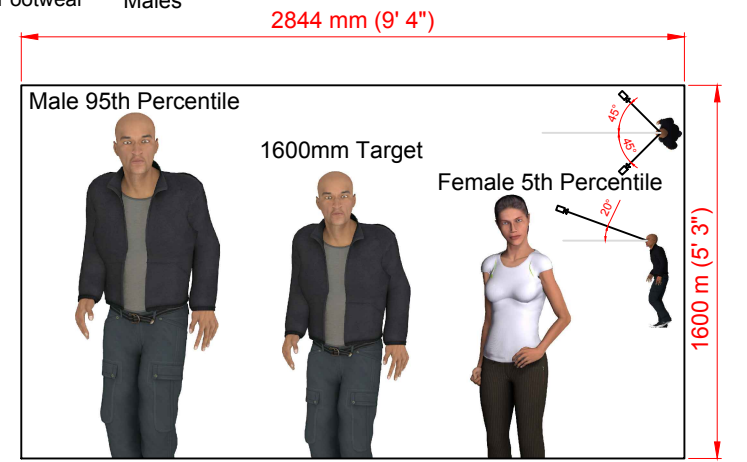 Footwear Males
2844 mm (9' 4")
Male 95th Percentile
1600mm Target
Female 5th Percentile
45°
45°
20°
1600 m (5' 3")